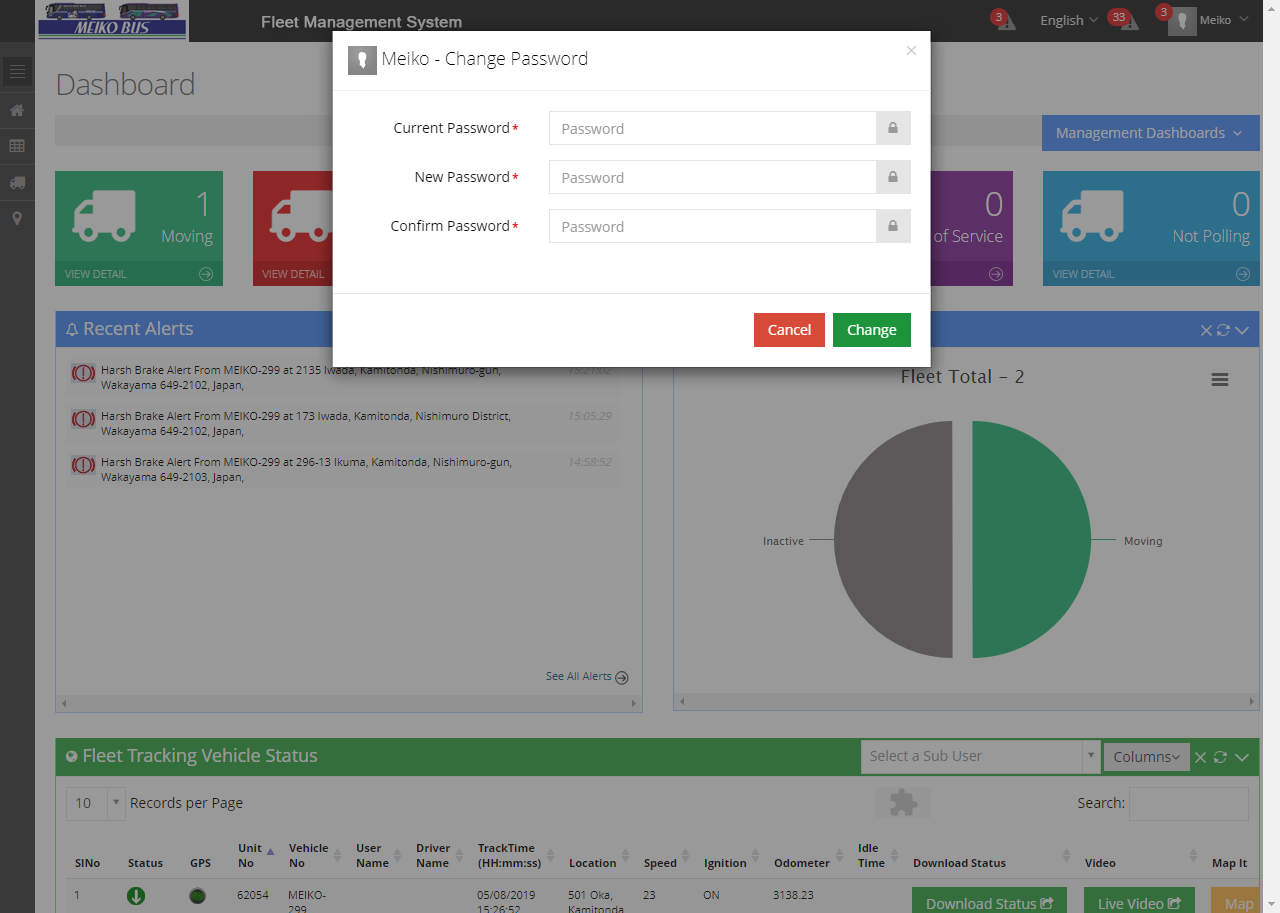 MEIKO BUS
Fleet Management System
3
English
33
3
Meiko
Meiko - Change Password
×
Current Password*
Password
New Password*
Password
Confirm Password*
Password
Cancel
Change
Dashboard
Management Dashboards
1
Moving
VIEW DETAIL
VIEW DETAIL
0
of Service
0
Not Polling
VIEW DETAIL
Recent Alerts
Harsh Brake Alert From MEIKO-299 at 2135 Iwada, Kamitonda, Nishimuro-gun,
Wakayama 649-2102, Japan,
15:21:02
Harsh Brake Alert From MEIKO-299 at 173 Iwada, Kamitonda, Nishimuro District,
Wakayama 649-2102, Japan,
15:05:29
Harsh Brake Alert From MEIKO-299 at 296-13 Ikuma, Kamitonda, Nishimuro-gun,
Wakayama 649-2103, Japan,
14:58:52
See All Alerts
Fleet Total – 2
Inactive
Moving
Fleet Tracking Vehicle Status
Select a Sub User
Columns
10
Records per Page
Search:
SlNo
Status
GPS
Unit
No
Vehicle
No
User
Name
Driver
Name
TrackTime
(HH:mm:ss)
Location
Speed
Ignition
Odometer
Idle
Time
Download Status
Video
Map It
1
62054
MEIKO-
299
05/08/2019
15:26:52
501 Oka,
Kamitonda
23
ON
3138.23
Download Status
Live Video
Map